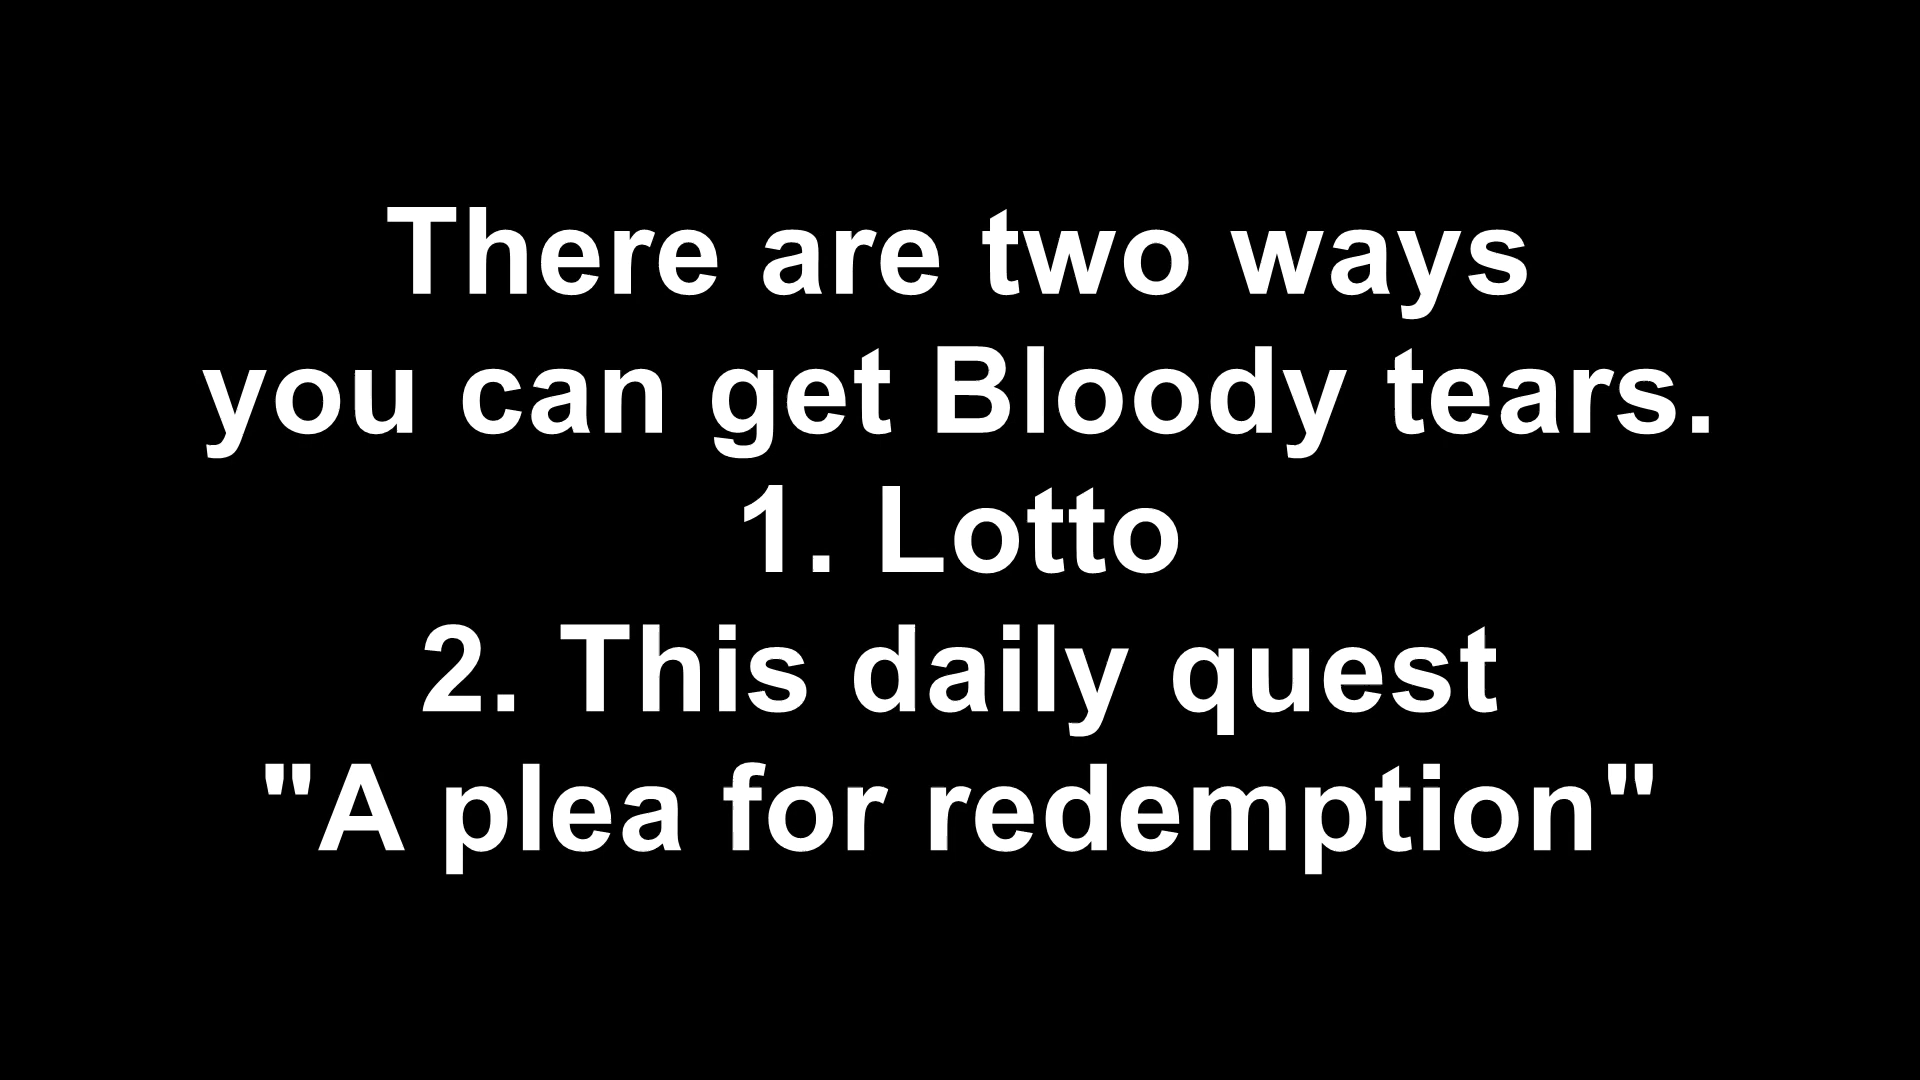 There are two ways
you can get Bloody tears.
1. Lotto
2. This daily quest
"A plea for redemption"